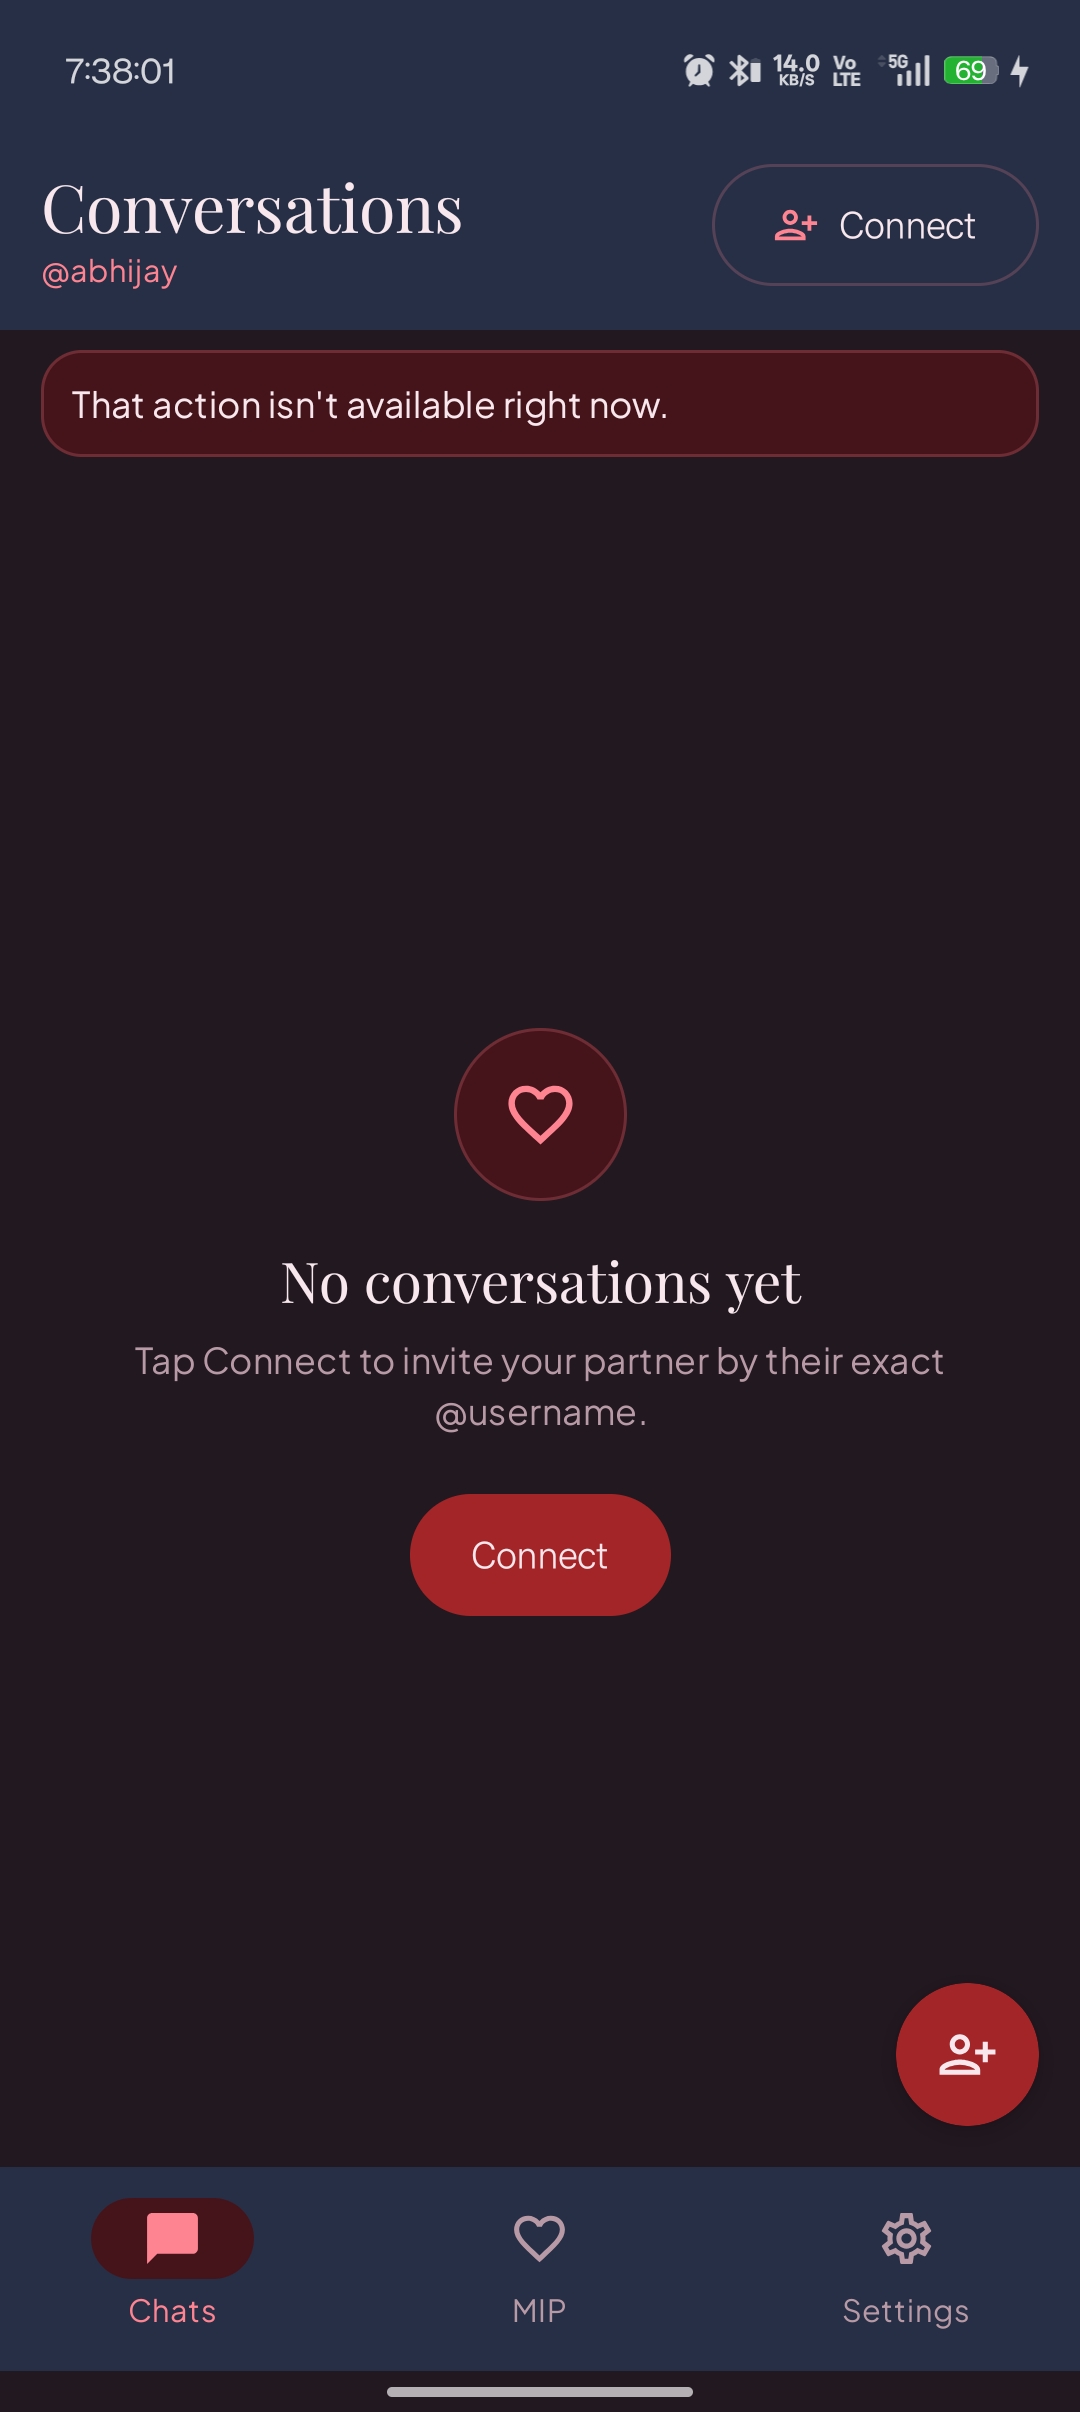 7:38:01
14.0
KB/S
Vo
LTE
5G
69
Conversations
@abhijay
Connect
That action isn't available right now.
No conversations yet
Tap Connect to invite your partner by their exact
@username.
Connect
Chats
MIP
Settings